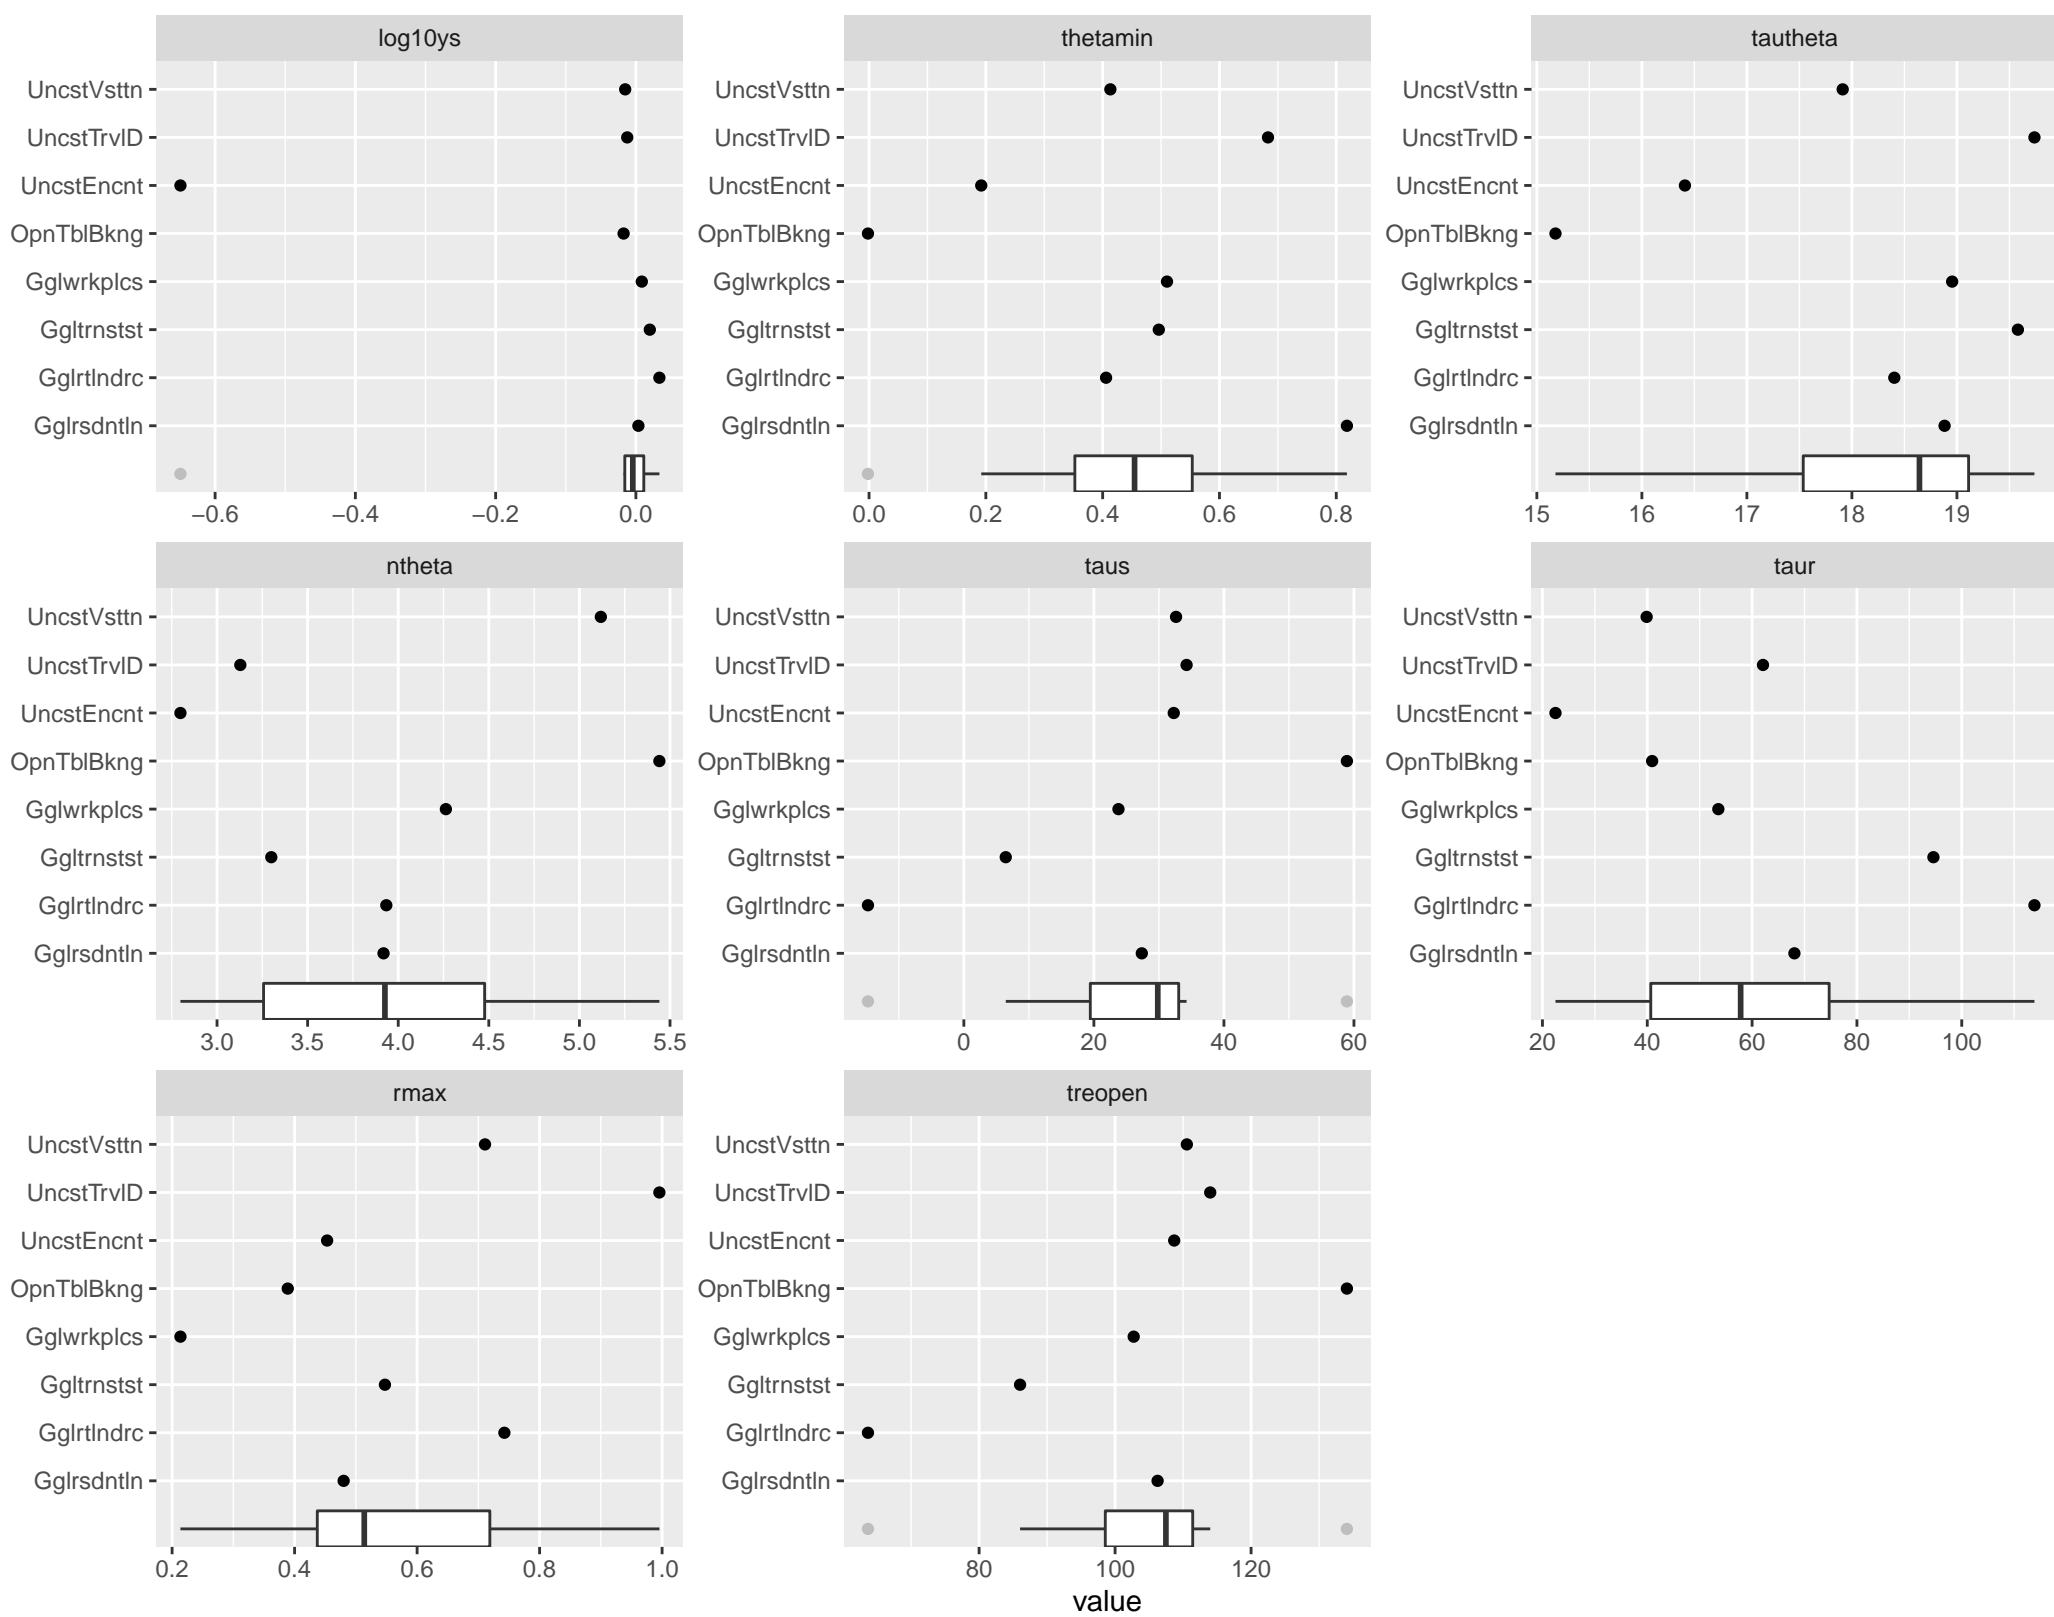 log10ys
UncstVsttn
UncstTrvlD
UncstEncnt
OpnTblBkng
Gglwrkplcs
Ggltrnstst
Gglrtlndrc
Gglrsdntln
−0.6 −0.4 −0.2 0.0
thetamin
UncstVsttn
UncstTrvlD
UncstEncnt
OpnTblBkng
Gglwrkplcs
Ggltrnstst
Gglrtlndrc
Gglrsdntln
0.0 0.2 0.4 0.6 0.8
tautheta
UncstVsttn
UncstTrvlD
UncstEncnt
OpnTblBkng
Gglwrkplcs
Ggltrnstst
Gglrtlndrc
Gglrsdntln
15 16 17 18 19
ntheta
UncstVsttn
UncstTrvlD
UncstEncnt
OpnTblBkng
Gglwrkplcs
Ggltrnstst
Gglrtlndrc
Gglrsdntln
3.0 3.5 4.0 4.5 5.0 5.5
taus
UncstVsttn
UncstTrvlD
UncstEncnt
OpnTblBkng
Gglwrkplcs
Ggltrnstst
Gglrtlndrc
Gglrsdntln
0 20 40 60
taur
UncstVsttn
UncstTrvlD
UncstEncnt
OpnTblBkng
Gglwrkplcs
Ggltrnstst
Gglrtlndrc
Gglrsdntln
20 40 60 80 100
rmax
UncstVsttn
UncstTrvlD
UncstEncnt
OpnTblBkng
Gglwrkplcs
Ggltrnstst
Gglrtlndrc
Gglrsdntln
0.2 0.4 0.6 0.8 1.0
treopen
UncstVsttn
UncstTrvlD
UncstEncnt
OpnTblBkng
Gglwrkplcs
Ggltrnstst
Gglrtlndrc
Gglrsdntln
80 100 120
value